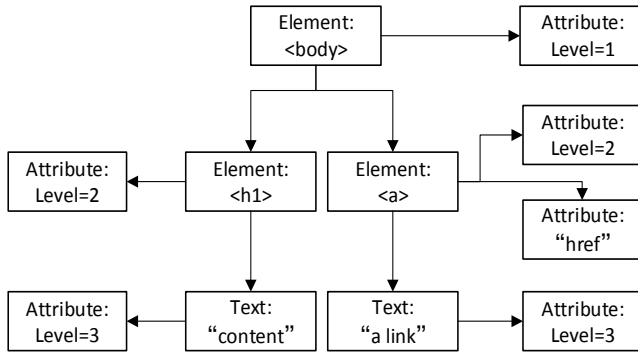 Element:
<body>
Attribute:
Level=1
Attribute:
Level=2
Attribute:
Level=2
Element:
<h1>
Element:
<a>
Attribute:
“href”
Attribute:
Level=3
Text:
“content”
Text:
“a link”
Attribute:
Level=3